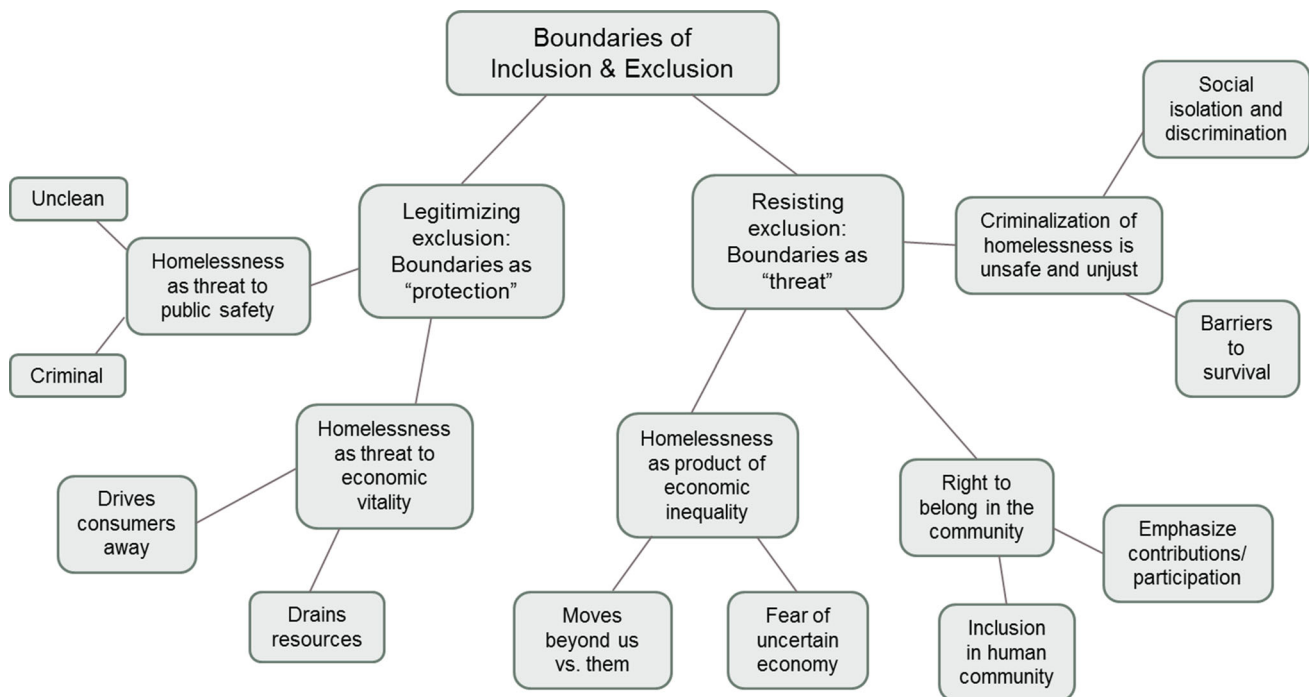 Boundaries of
Inclusion & Exclusion
Social
isolation and
discrimination
Unclean
Legitimizing
exclusion:
Boundaries as
“protection”
Resisting
exclusion:
Boundaries as
“threat”
Criminalization of
homelessness is
unsafe and unjust
Homelessness
as threat to
public safety
Criminal
Barriers
to
survival
Homelessness
as threat to
economic
vitality
Homelessness
as product of
economic
inequality
Right to
belong in the
community
Drives
consumers
away
Emphasize
contributions/
participation
Drains
resources
Moves
beyond us
vs. them
Fear of
uncertain
economy
Inclusion
in human
community